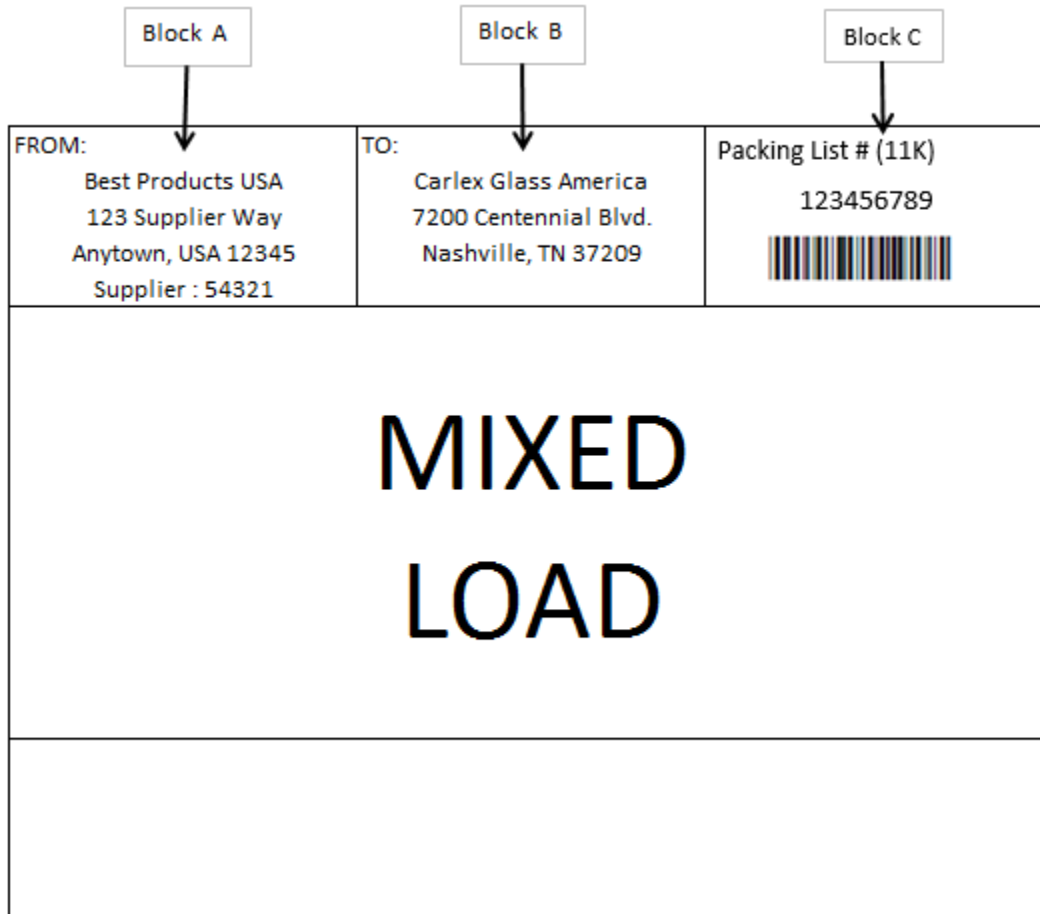 Block A
Block B
Block C
FROM:
Best Products USA
123 Supplier Way
Anytown, USA 12345
Supplier : 54321
TO:
Carlex Glass America
7200 Centennial Blvd.
Nashville, TN 37209
Packing List # (11K)
123456789
MIXED
LOAD